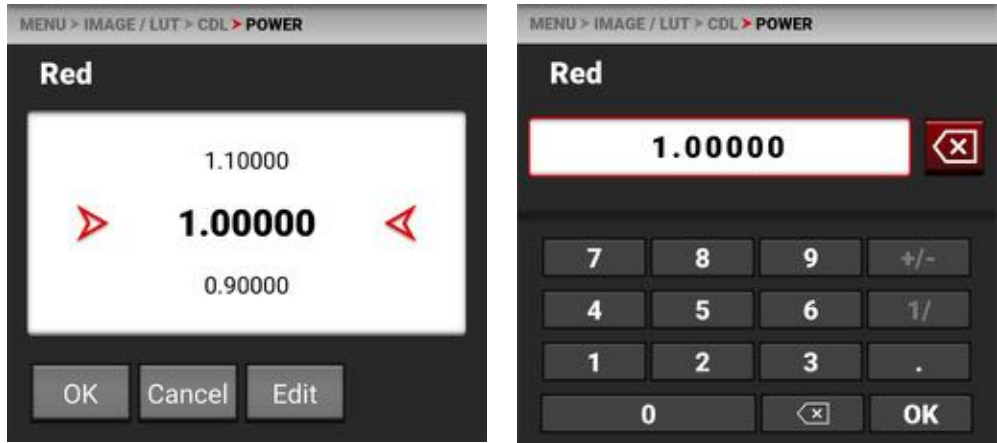 MENU > IMAGE / LUT > CDL > POWER
Red
1.10000
1.00000
0.90000
OK Cancel Edit
MENU > IMAGE / LUT > CDL > POWER
Red
1.00000
7 8 9 +/-
4 5 6 1/
1 2 3 .
0 OK